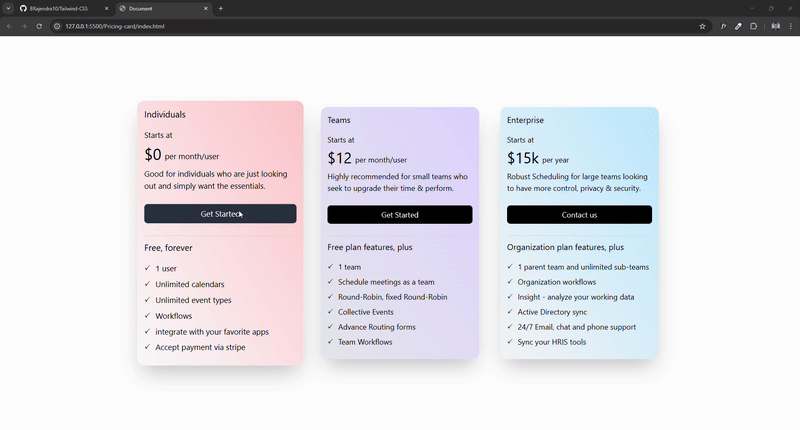 BRajendra10/Tailwind-CSS
Document
127.0.0.1:5500/Pricing-card/index.html
Individuals
Starts at
$0 per month/user
Good for individuals who are just looking
out and simply want the essentials.
Get Started
Free, forever
✓ 1 user
✓ Unlimited calendars
✓ Unlimited event types
✓ Workflows
✓ integrate with your favorite apps
✓ Accept payment via stripe
Teams
Starts at
$12 per month/user
Highly recommended for small teams who
seek to upgrade their time & perform.
Get Started
Free plan features, plus
✓ 1 team
✓ Schedule meetings as a team
✓ Round-Robin, fixed Round-Robin
✓ Collective Events
✓ Advance Routing forms
✓ Team Workflows
Enterprise
Starts at
$15k per year
Robust Scheduling for large teams looking
to have more control, privacy & security.
Contact us
Organization plan features, plus
✓ 1 parent team and unlimited sub-teams
✓ Organization workflows
✓ Insight - analyze your working data
✓ Active Directory sync
✓ 24/7 Email, chat and phone support
✓ Sync your HRIS tools